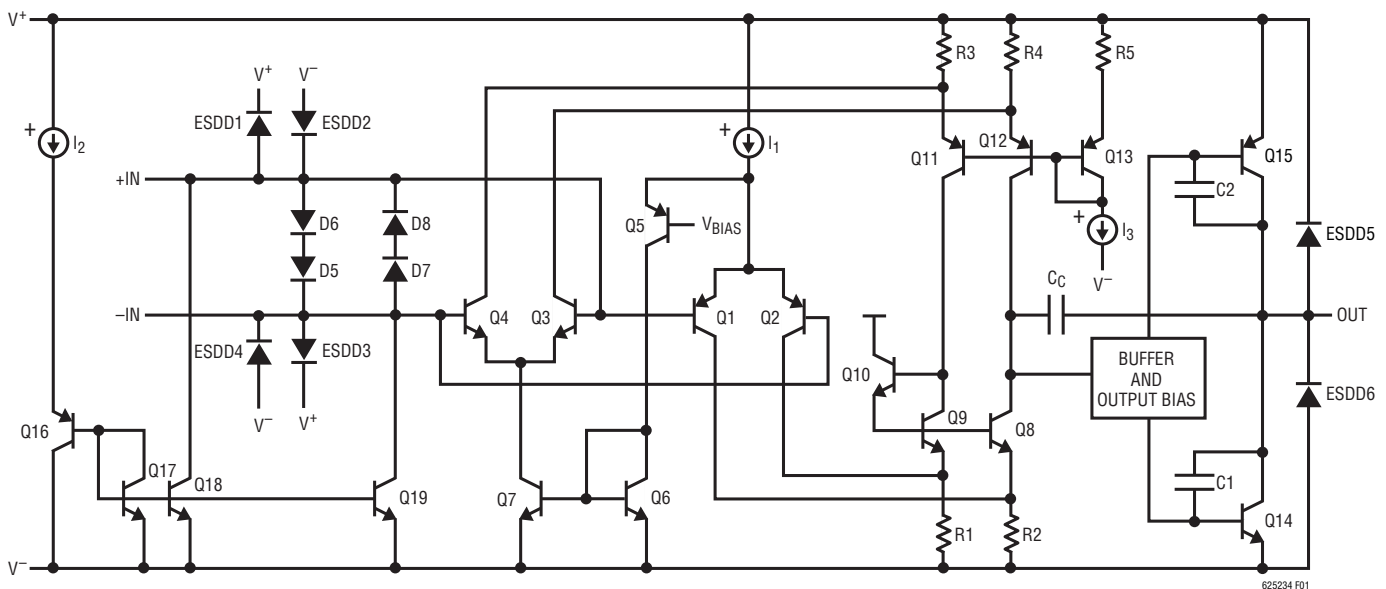 V+
R3
R4
R5
V+
V−
ESDD1
ESDD2
+
I2
+
I1
Q11
Q12
Q13
Q15
C2
+IN
D6
D8
Q5
VBIAS
+
I3
ESDD5
D5
D7
V−
CC
−IN
Q4
Q3
Q1
Q2
OUT
ESDD4
ESDD3
Q10
BUFFER
AND
OUTPUT BIAS
ESDD6
V−
V+
Q16
Q9
Q8
Q17
Q18
Q19
Q7
Q6
C1
Q14
R1
R2
V−
625234 F01